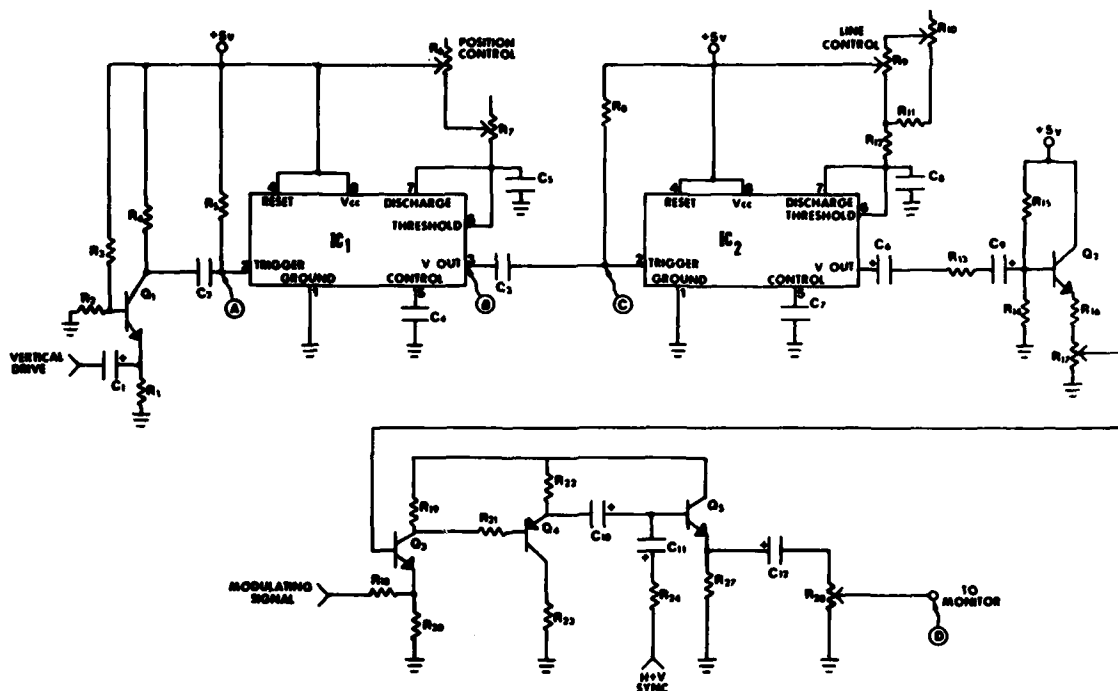 +5v
R6
POSITION
CONTROL
R7
R3
R4
R5
R2
Q1
C2
VERTICAL
DRIVE
C1
R1
4
RESET
8
Vcc
7
DISCHARGE
THRESHOLD
6
IC1
2
TRIGGER
GROUND
1
CONTROL
5
V OUT
3
C5
C4
C3
A
B
+5v
LINE
CONTROL
R9
R10
R8
R11
R12
4
RESET
8
Vcc
7
DISCHARGE
THRESHOLD
6
IC2
2
TRIGGER
GROUND
1
CONTROL
5
V OUT
C7
C
+
R13
C9
+
+5v
R15
Q2
R14
R16
R17
R19
Q3
MODULATING
SIGNAL
R18
R20
R21
R22
Q4
R23
C10
+
C11
+
R24
H+V
SYNC
Q5
R27
+
C12
TO
MONITOR
D